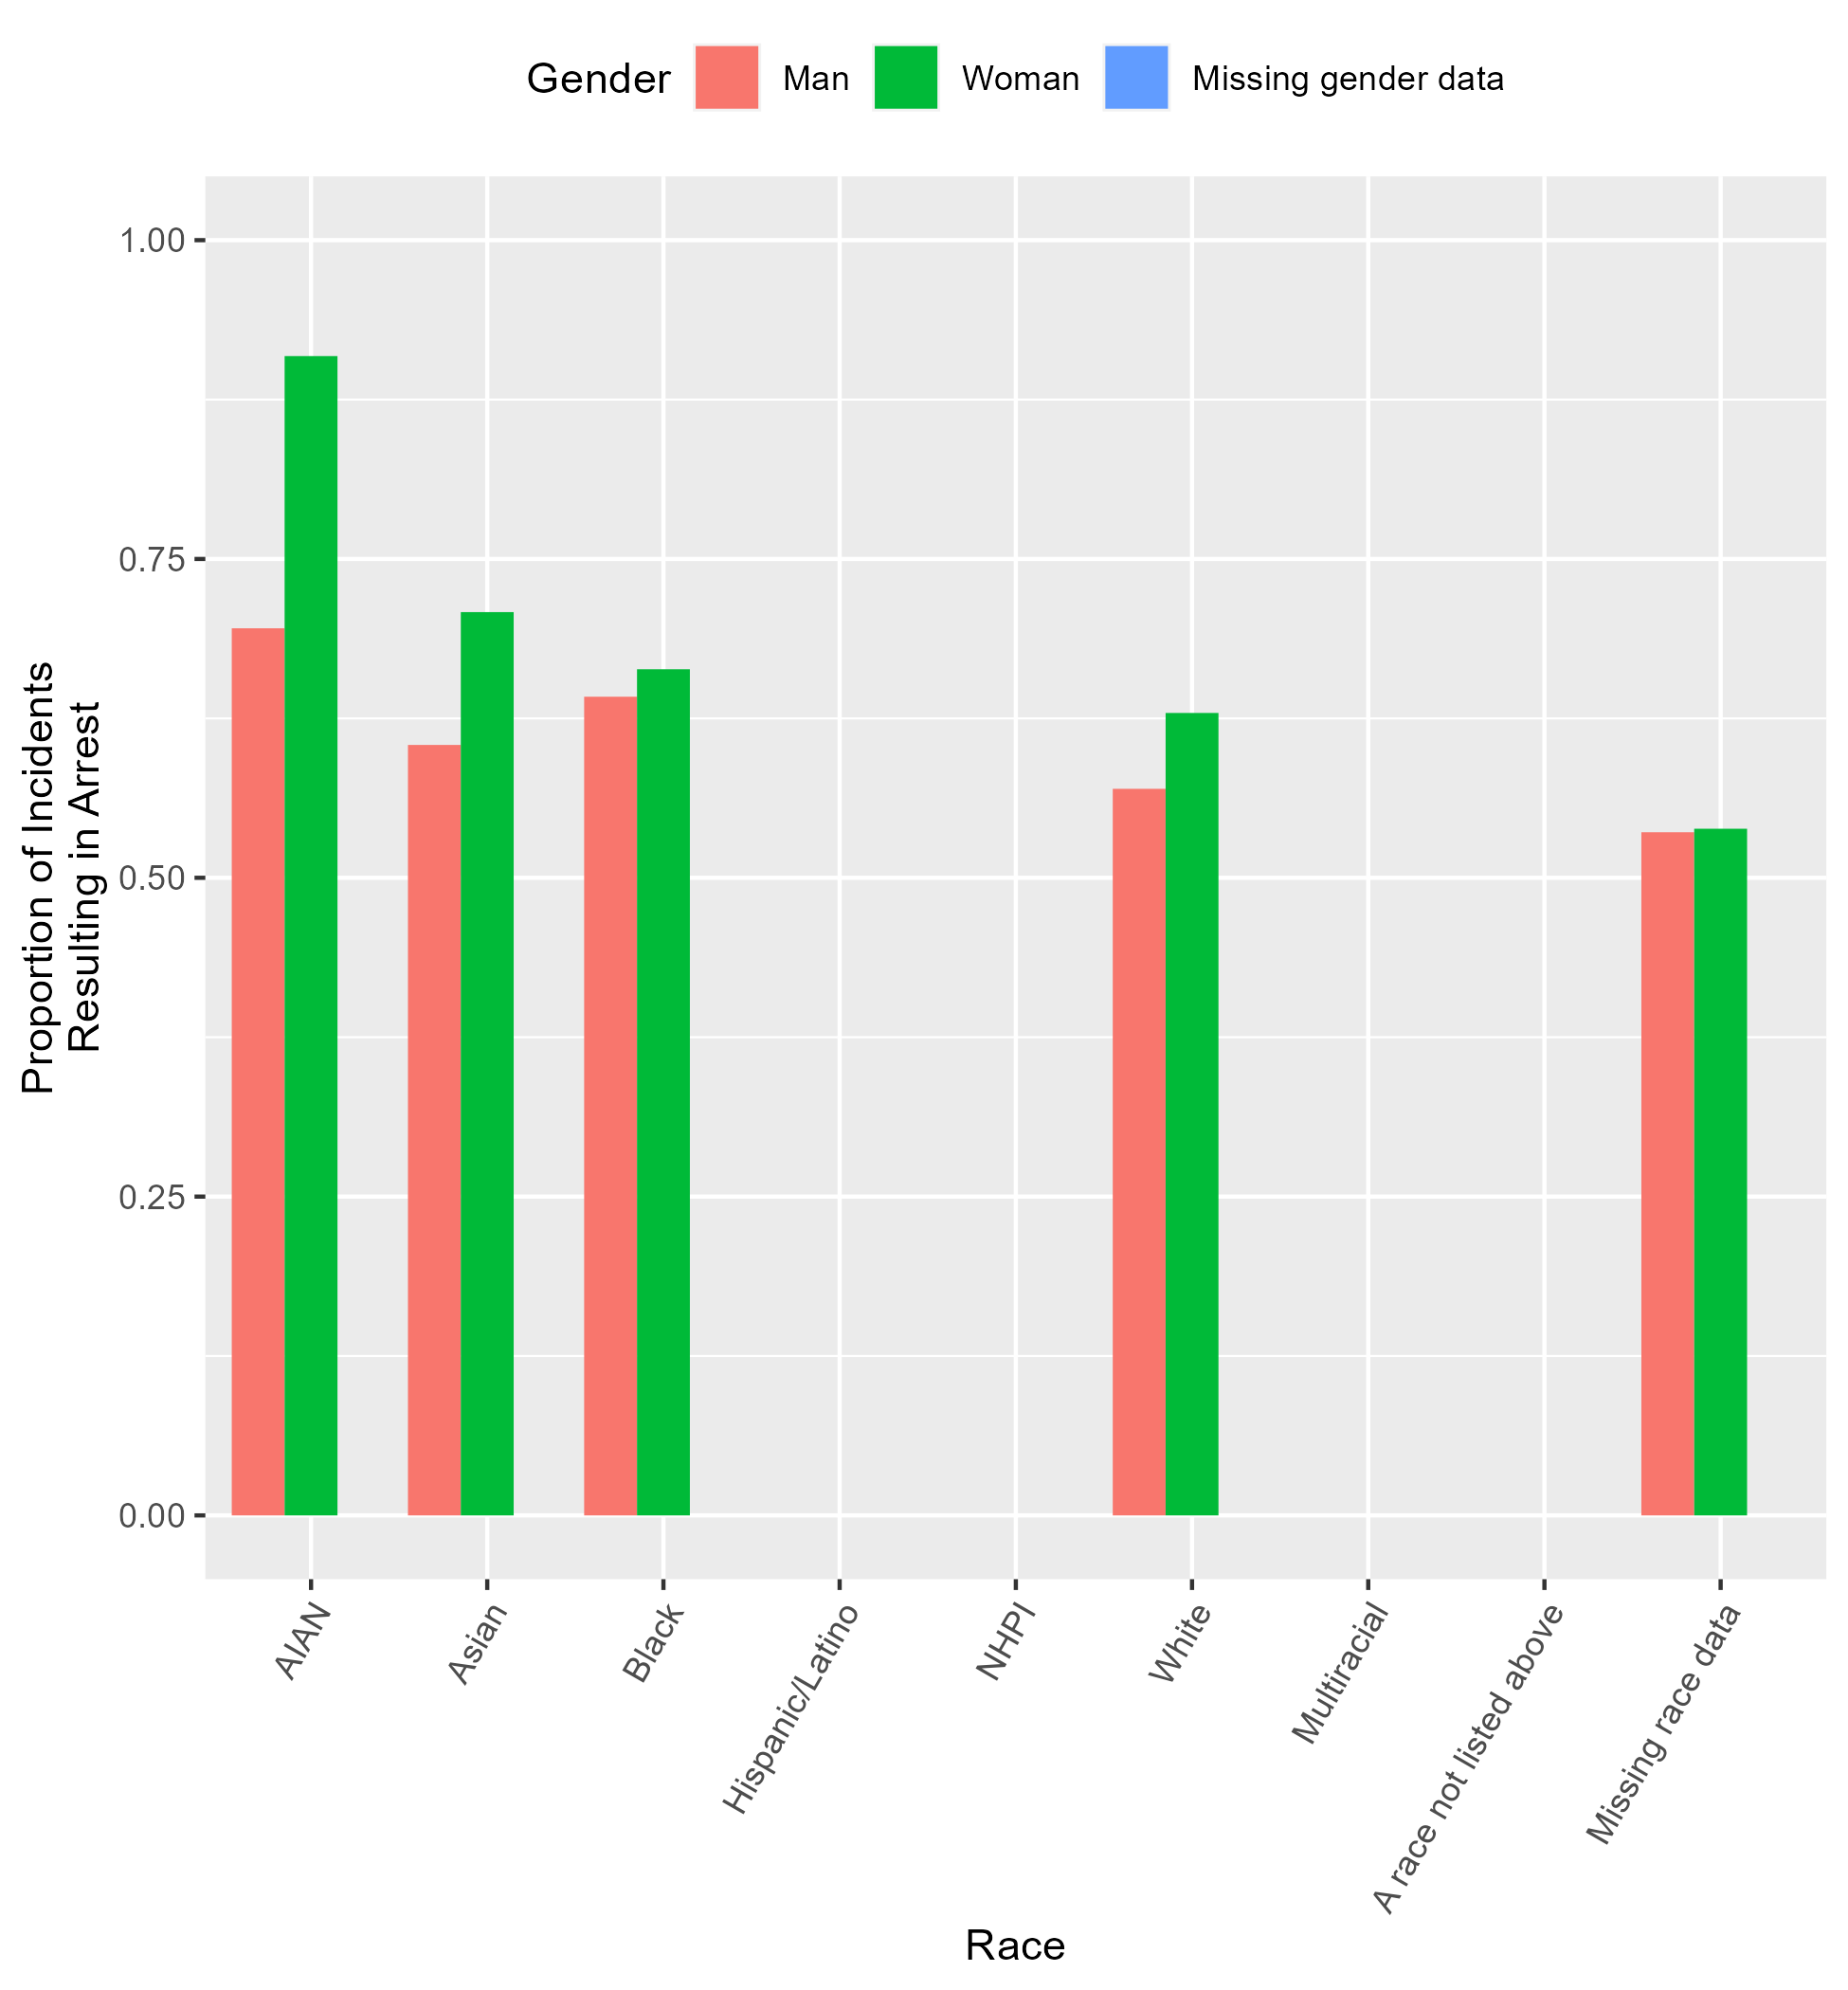 Gender Man Woman Missing gender data
Proportion of Incidents
Resulting in Arrest
1.00
0.75
0.50
0.25
0.00
AIAN
Asian
Black
Hispanic/Latino
NHPI
White
Multiracial
A race not listed above
Missing race data
Race